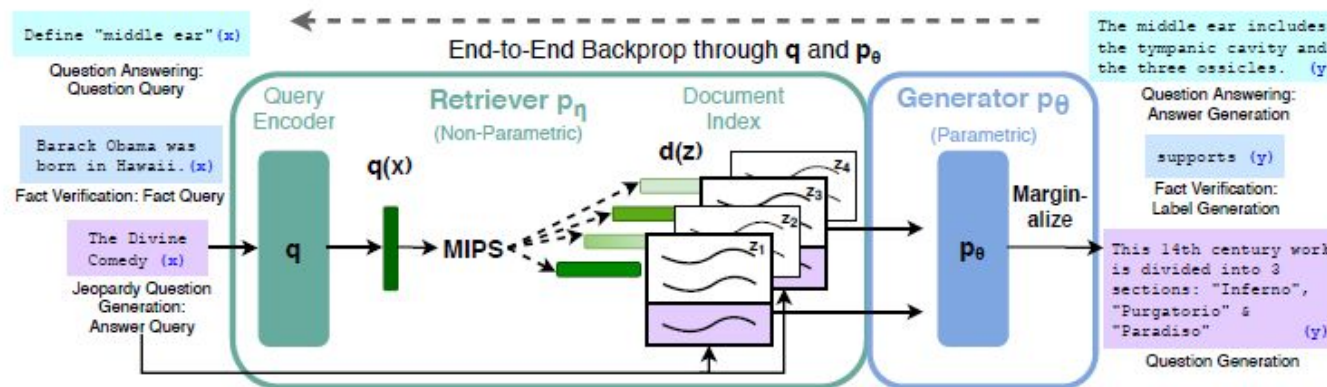 Define "middle ear" (x)
Question Answering:
Question Query
Barack Obama was
born in Hawaii. (x)
Fact Verification: Fact Query
The Divine
Comedy (x)
Jeopardy Question
Generation:
Answer Query
End-to-End Backprop through q and pθ
Query
Encoder
q
q(x)
Retriever pη
(Non-Parametric)
MIPS
Document
Index
d(z)
z4
z3
z2
z1
Generator pθ
(Parametric)
pθ
Margin-
alize
The middle ear includes
the tympanic cavity and
the three ossicles. (y
Question Answering:
Answer Generation
supports (y)
Fact Verification:
Label Generation
This 14th century work
is divided into 3
sections: "Inferno",
"Purgatorio" &
"Paradiso" (y)
Question Generation